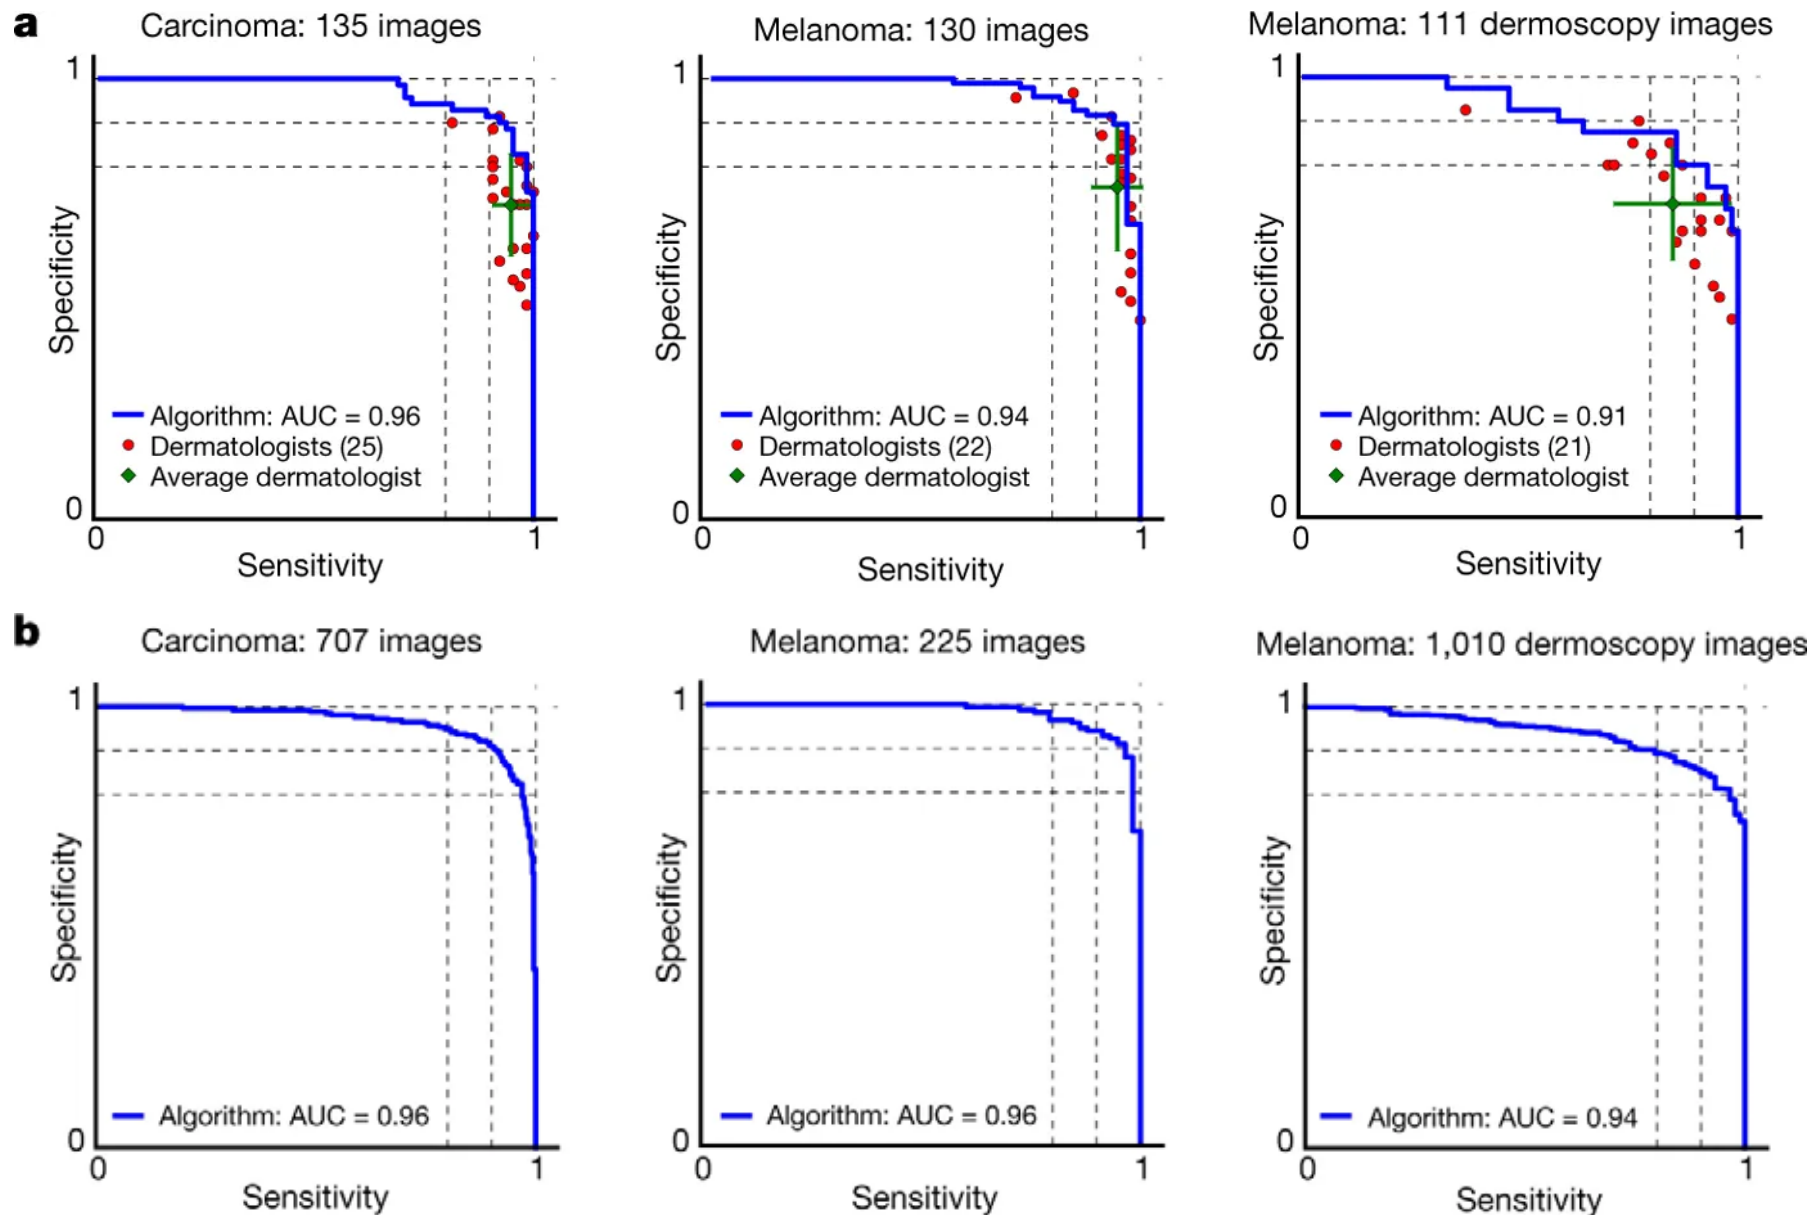 a
Carcinoma: 135 images
1
Specificity
Algorithm: AUC = 0.96
Dermatologists (25)
Average dermatologist
0
0
1
Sensitivity
Melanoma: 130 images
1
Specificity
Algorithm: AUC = 0.94
Dermatologists (22)
Average dermatologist
0
0
1
Sensitivity
Melanoma: 111 dermoscopy images
1
Specificity
Algorithm: AUC = 0.91
Dermatologists (21)
Average dermatologist
0
0
1
Sensitivity
b
Carcinoma: 707 images
1
Specificity
Algorithm: AUC = 0.96
0
0
1
Sensitivity
Melanoma: 225 images
1
Specificity
Algorithm: AUC = 0.96
0
0
1
Sensitivity
Melanoma: 1,010 dermoscopy images
1
Specificity
Algorithm: AUC = 0.94
0
0
1
Sensitivity